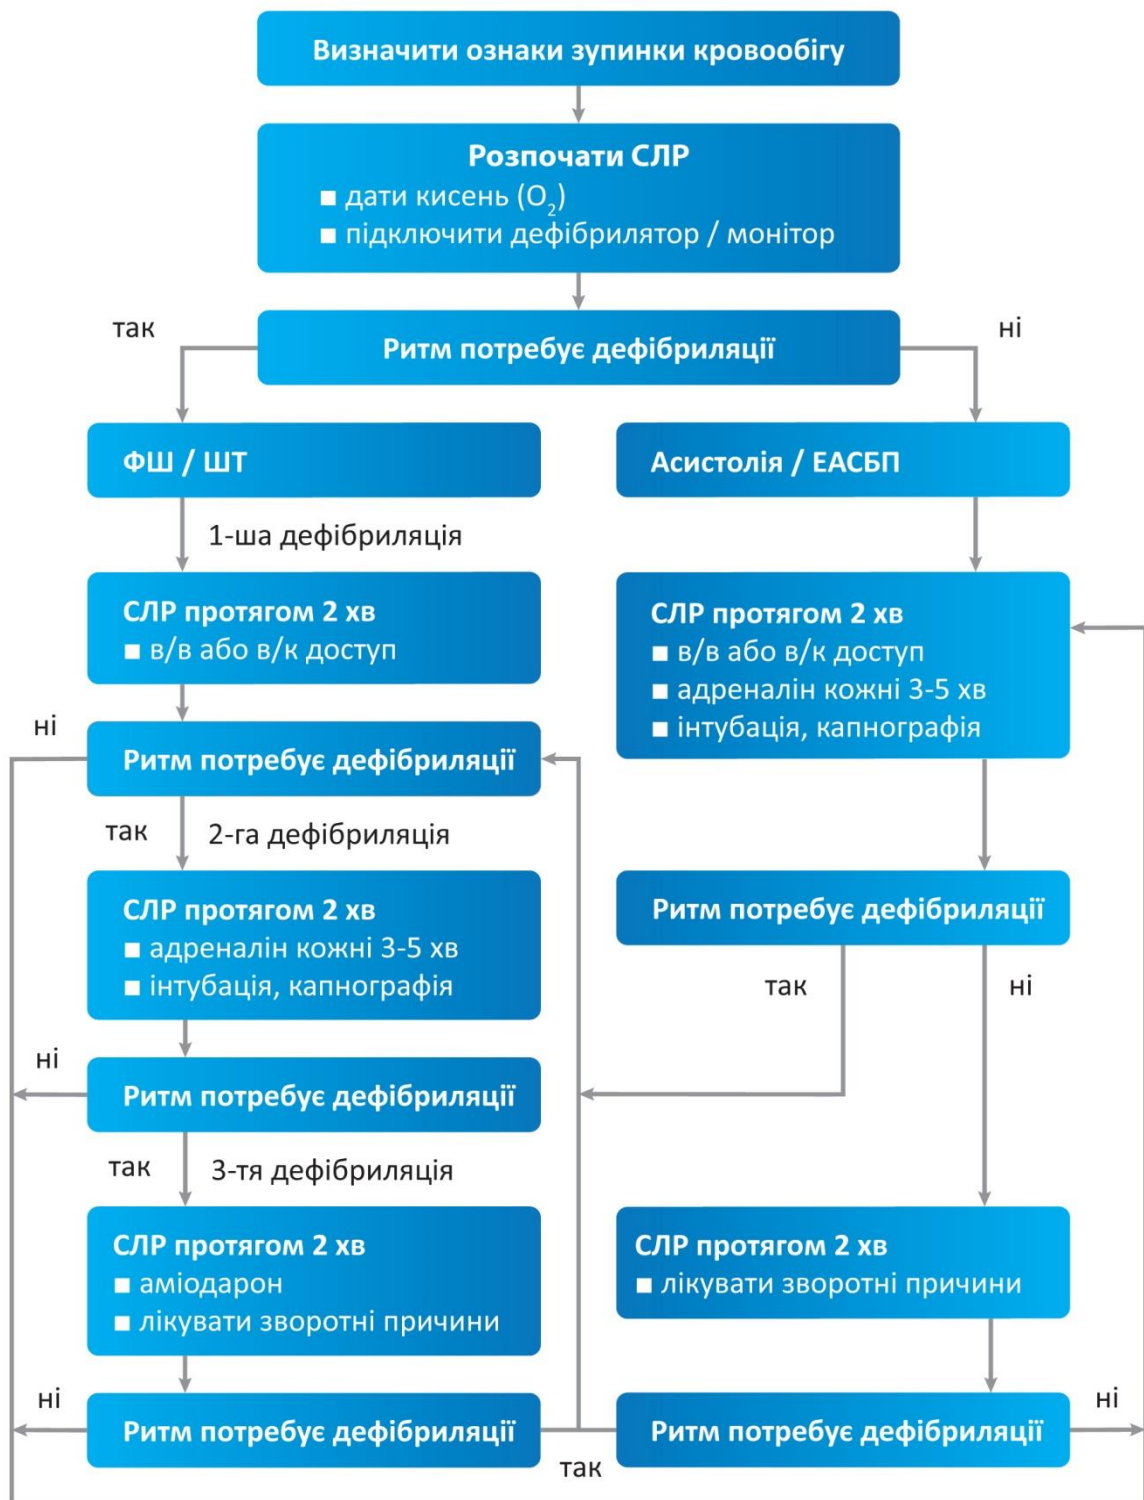 Визначити ознаки зупинки кровообігу
Розпочати СЛР
■ дати кисень (O₂)
■ підключити дефібрилятор / монітор
так
Ритм потребує дефібриляції
ні
ФШ / ШТ
1-ша дефібриляція
СЛР протягом 2 хв
■ в/в або в/к доступ
ні
Ритм потребує дефібриляції
так
2-га дефібриляція
СЛР протягом 2 хв
■ адреналін кожні 3-5 хв
■ інтубація, капнографія
ні
Ритм потребує дефібриляції
так
3-тя дефібриляція
СЛР протягом 2 хв
■ аміодарон
■ лікувати зворотні причини
ні
Ритм потребує дефібриляції
так
Асистолія / ЕАСБП
СЛР протягом 2 хв
■ в/в або в/к доступ
■ адреналін кожні 3-5 хв
■ інтубація, капнографія
Ритм потребує дефібриляції
так
ні
СЛР протягом 2 хв
■ лікувати зворотні причини
Ритм потребує дефібриляції
ні